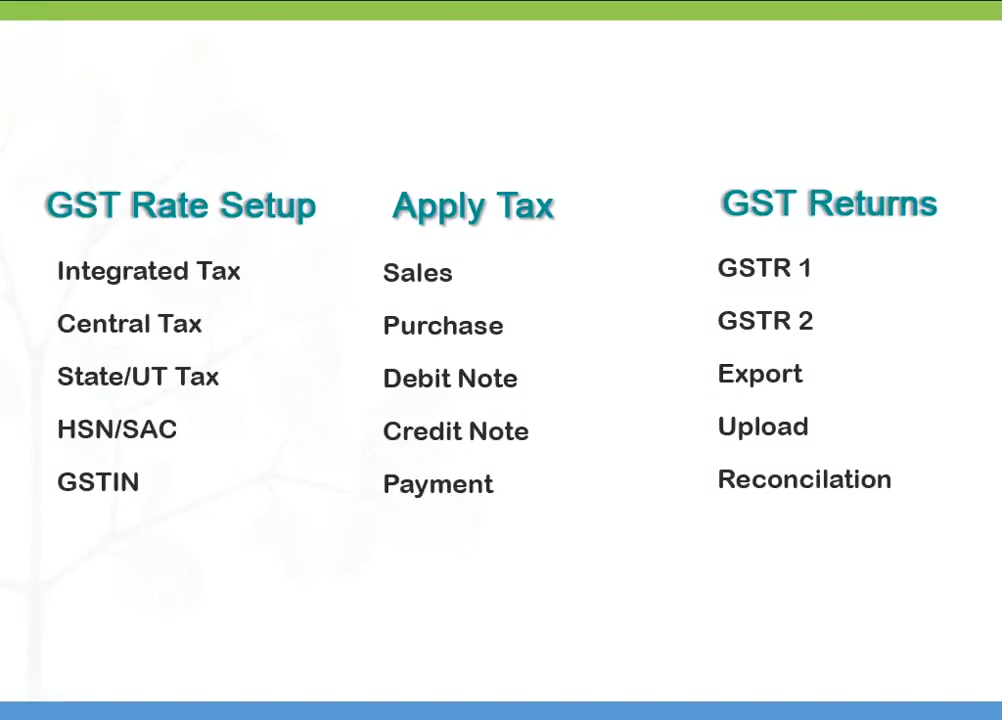 GST Rate Setup
Integrated Tax
Central Tax
State/UT Tax
HSN/SAC
GSTIN
Apply Tax
Sales
Purchase
Debit Note
Credit Note
Payment
GST Returns
GSTR 1
GSTR 2
Export
Upload
Reconcilation